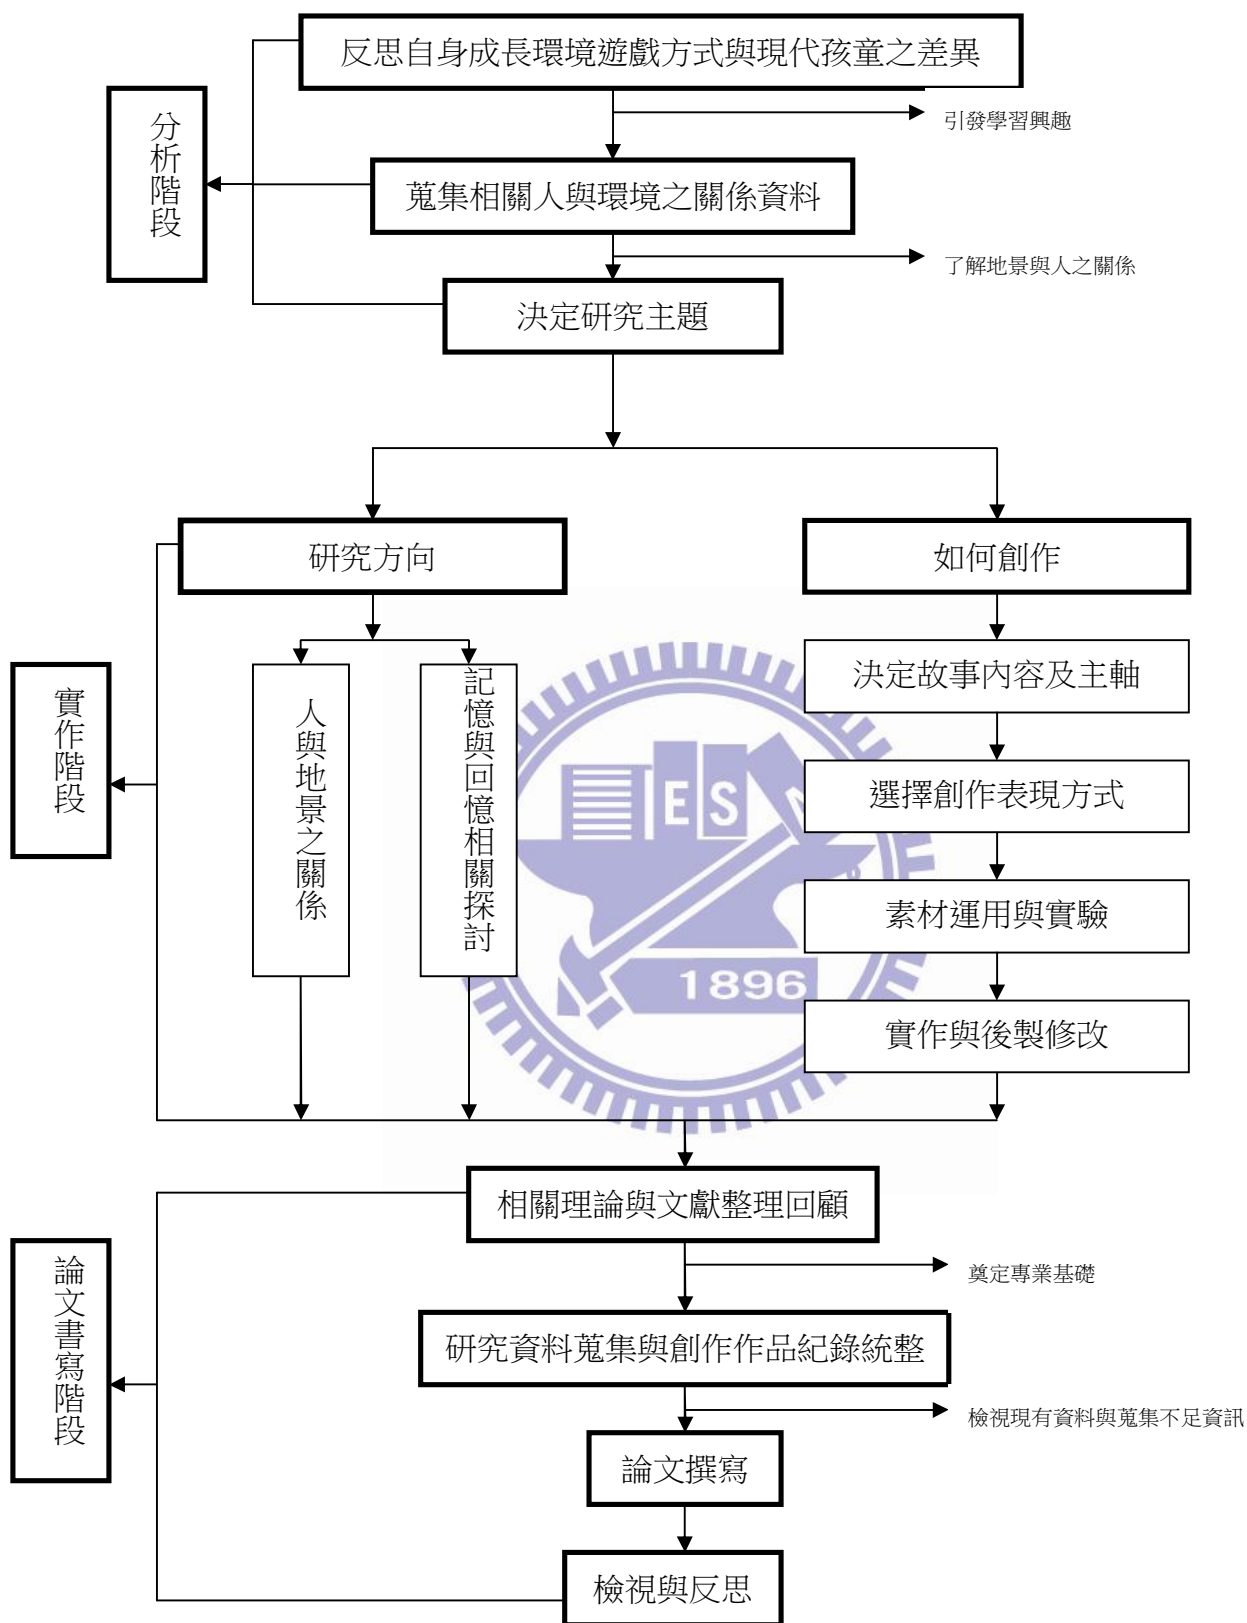 反思自身成長環境遊戲方式與現代孩童之差異
引發學習興趣
分析階段
蒐集相關人與環境之關係資料
了解地景與人之關係
決定研究主題
研究方向
如何創作
實作階段
人與地景之關係
記憶與回憶相關探討
決定故事內容及主軸
選擇創作表現方式
素材運用與實驗
實作與後製修改
ES
1896
相關理論與文獻整理回顧
奠定專業基礎
論文書寫階段
研究資料蒐集與創作作品紀錄統整
檢視現有資料與蒐集不足資訊
論文撰寫
檢視與反思